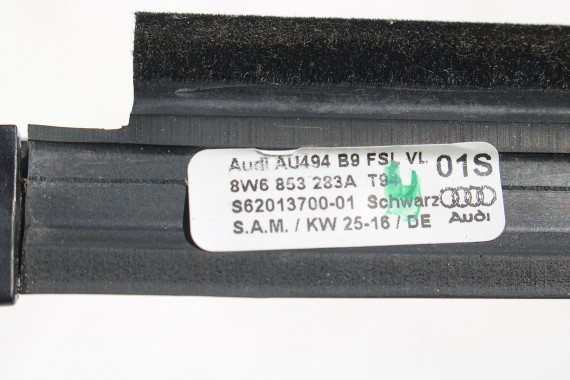 Audi AU494 B9 FSL VL 01S
8W6 853 283A T94
S62013700-01 Schwarz
S.A.M. / KW 25-16 / DE
Audi